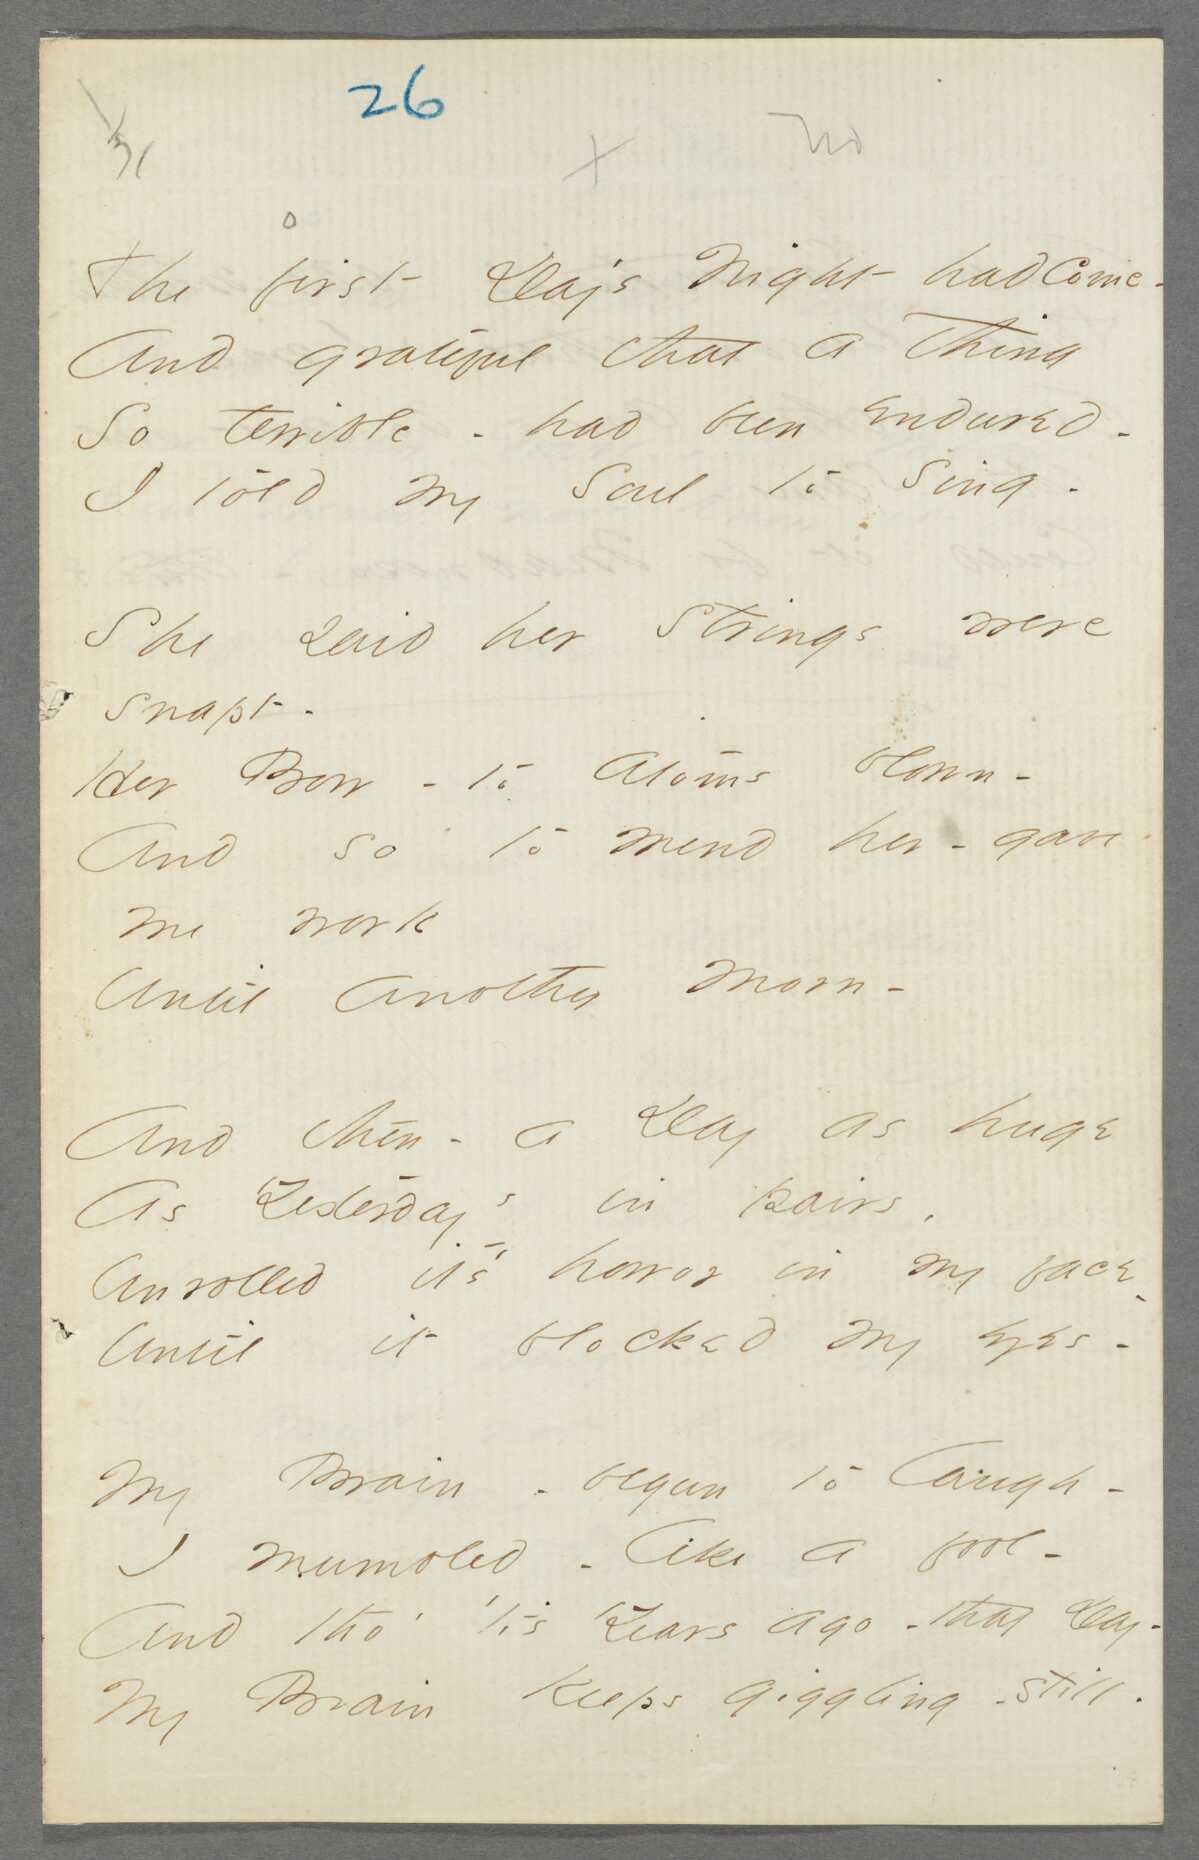 26
x
The first Day's Night had come -
And grateful that a thing
So terrible - had been endured -
I told my Soul to sing -
She said her Strings were
snapt -
Her Bow - to Atoms blown -
And so to mend her - gave
me work
Until another Morn -
And then - a Day as huge
As Yesterday's in pairs,
Unrolled it's horror in my face -
Until it blocked my eyes -
My Brain - begun to laugh -
I mumbled - like a fool -
And tho' 'tis Years ago - that Day -
My Brain keeps giggling - still.